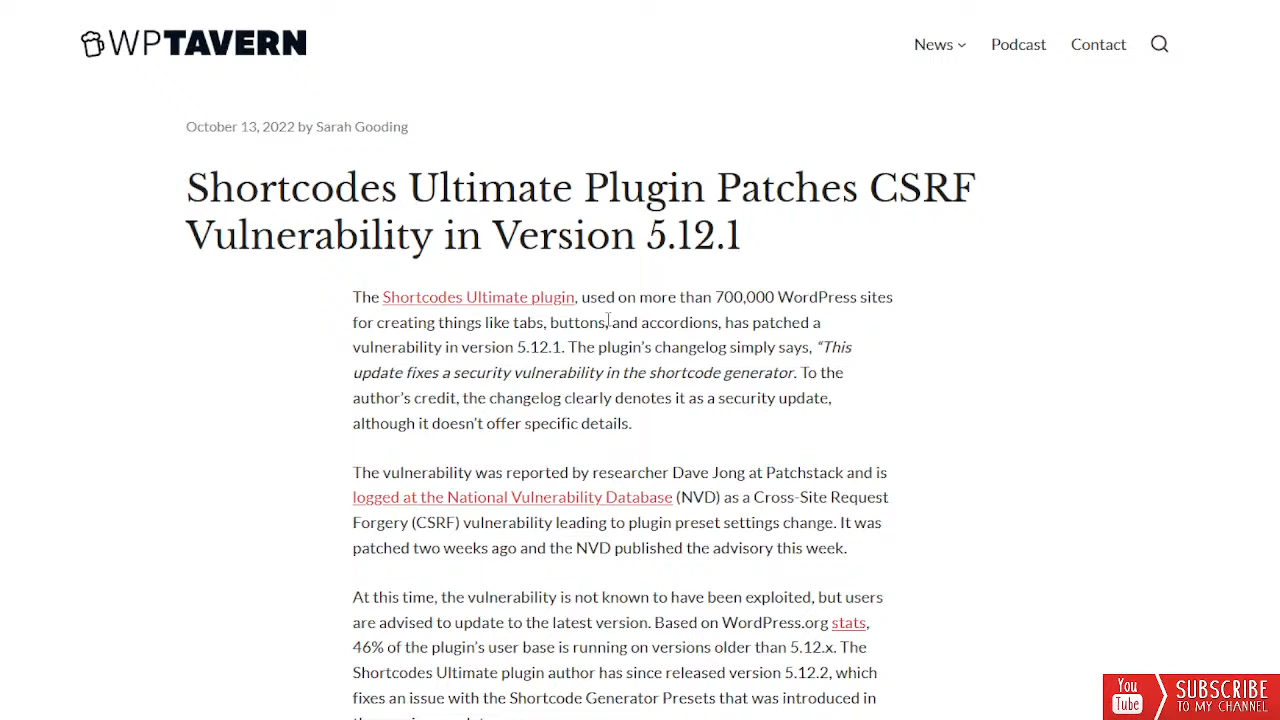 WPTAVERN
News Podcast Contact
October 13, 2022 by Sarah Gooding
Shortcodes Ultimate Plugin Patches CSRF
Vulnerability in Version 5.12.1
The Shortcodes Ultimate plugin, used on more than 700,000 WordPress sites
for creating things like tabs, buttons, and accordions, has patched a
vulnerability in version 5.12.1. The plugin’s changelog simply says, “This
update fixes a security vulnerability in the shortcode generator. To the
author’s credit, the changelog clearly denotes it as a security update,
although it doesn’t offer specific details.
The vulnerability was reported by researcher Dave Jong at Patchstack and is
logged at the National Vulnerability Database (NVD) as a Cross-Site Request
Forgery (CSRF) vulnerability leading to plugin preset settings change. It was
patched two weeks ago and the NVD published the advisory this week.
At this time, the vulnerability is not known to have been exploited, but users
are advised to update to the latest version. Based on WordPress.org stats,
46% of the plugin’s user base is running on versions older than 5.12.x. The
Shortcodes Ultimate plugin author has since released version 5.12.2, which
fixes an issue with the Shortcode Generator Presets that was introduced in
You
Tube
SUBSCRIBE
TO MY CHANNEL